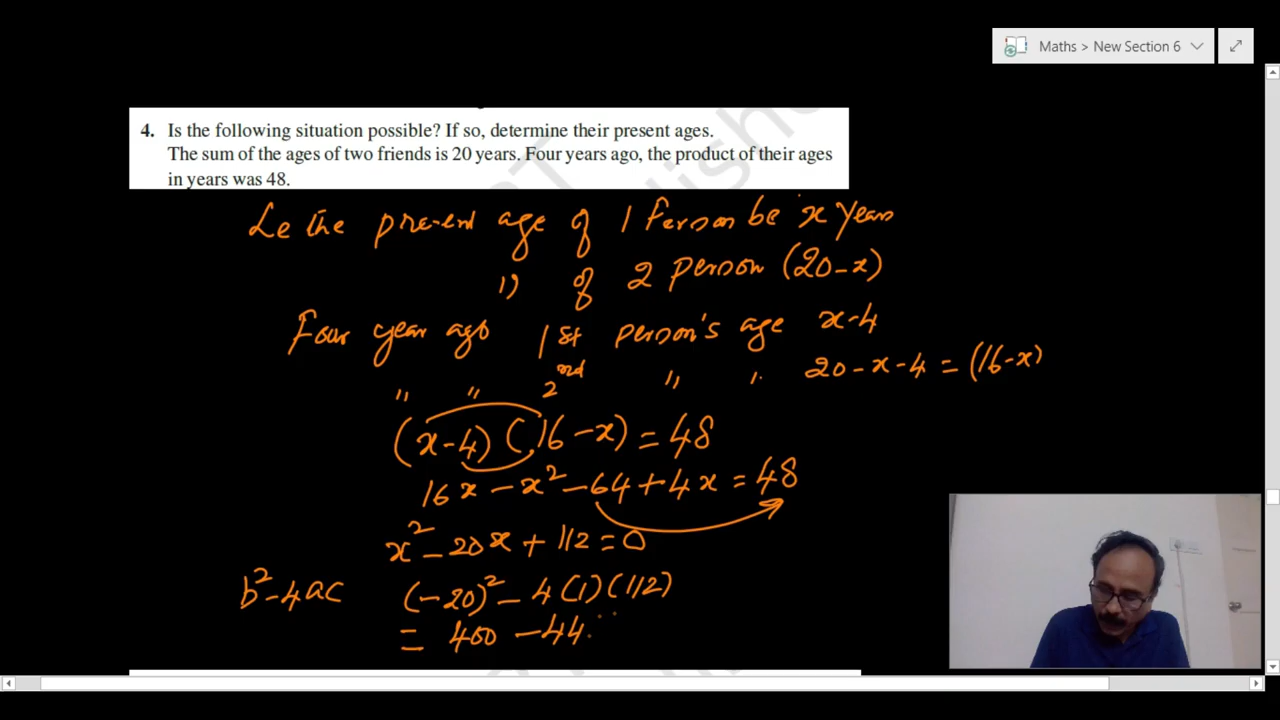 Maths > New Section 6
4. Is the following situation possible? If so, determine their present ages.
The sum of the ages of two friends is 20 years. Four years ago, the product of their ages
in years was 48.
Le the present age of 1 Person be x years
" of 2 person (20-x)
Four year ago 1st person's age x-4
" " 2nd " " 20-x-4 = (16-x)
(x-4) (16-x) = 48
16x - x² - 64 + 4x = 48
x² - 20x + 112 = 0
b² - 4ac (-20)² - 4(1)(112)
= 400 - 44